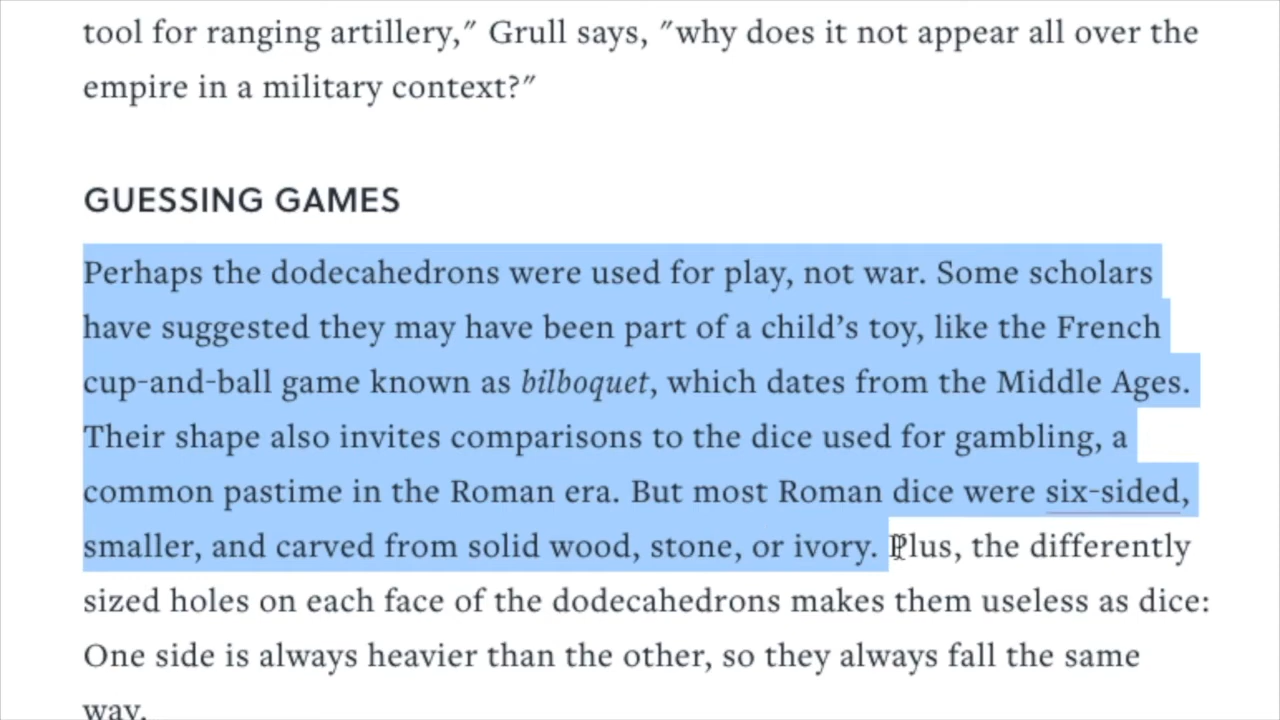 tool for ranging artillery,” Grull says, “why does it not appear all over the
empire in a military context?”
GUESSING GAMES
Perhaps the dodecahedrons were used for play, not war. Some scholars
have suggested they may have been part of a child’s toy, like the French
cup-and-ball game known as bilboquet, which dates from the Middle Ages.
Their shape also invites comparisons to the dice used for gambling, a
common pastime in the Roman era. But most Roman dice were six-sided,
smaller, and carved from solid wood, stone, or ivory. Plus, the differently
sized holes on each face of the dodecahedrons makes them useless as dice:
One side is always heavier than the other, so they always fall the same
way.